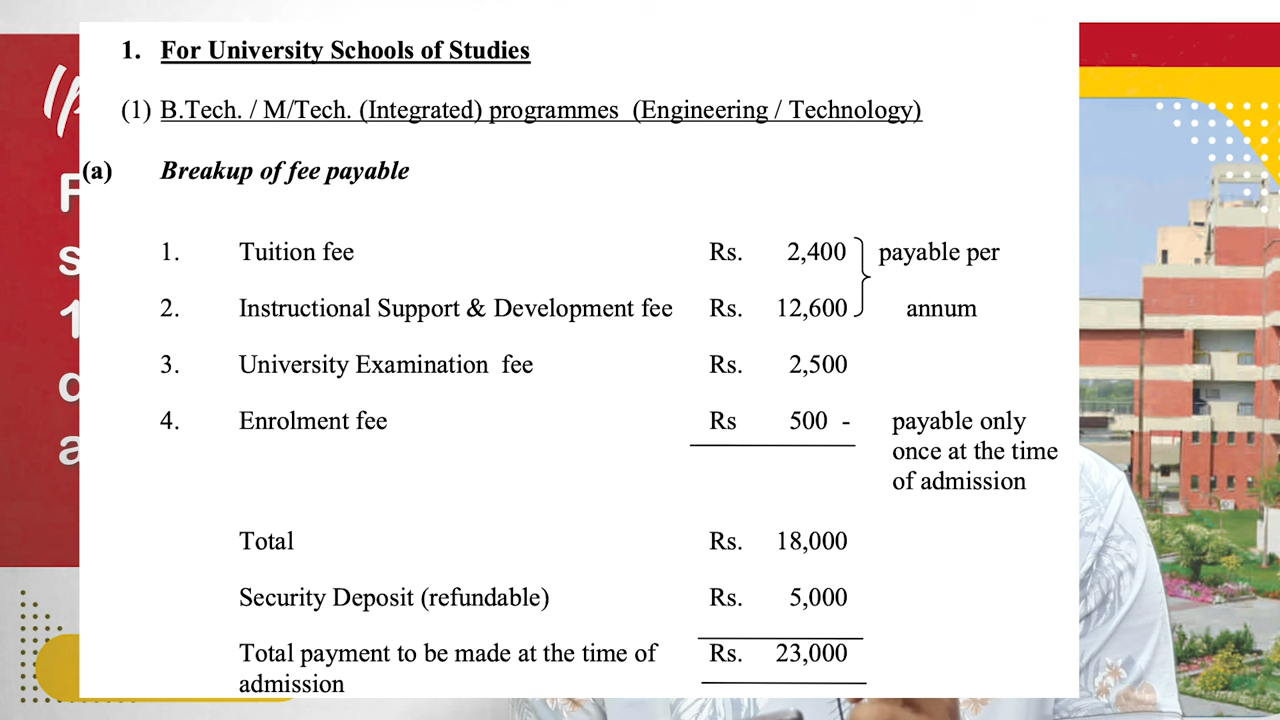 1. For University Schools of Studies
(1) B.Tech. / M/Tech. (Integrated) programmes (Engineering / Technology)
(a) Breakup of fee payable
1. Tuition fee Rs. 2,400 payable per
2. Instructional Support & Development fee Rs. 12,600 annum
3. University Examination fee Rs. 2,500
4. Enrolment fee Rs 500 - payable only
once at the time
of admission
Total Rs. 18,000
Security Deposit (refundable) Rs. 5,000
Total payment to be made at the time of Rs. 23,000
admission